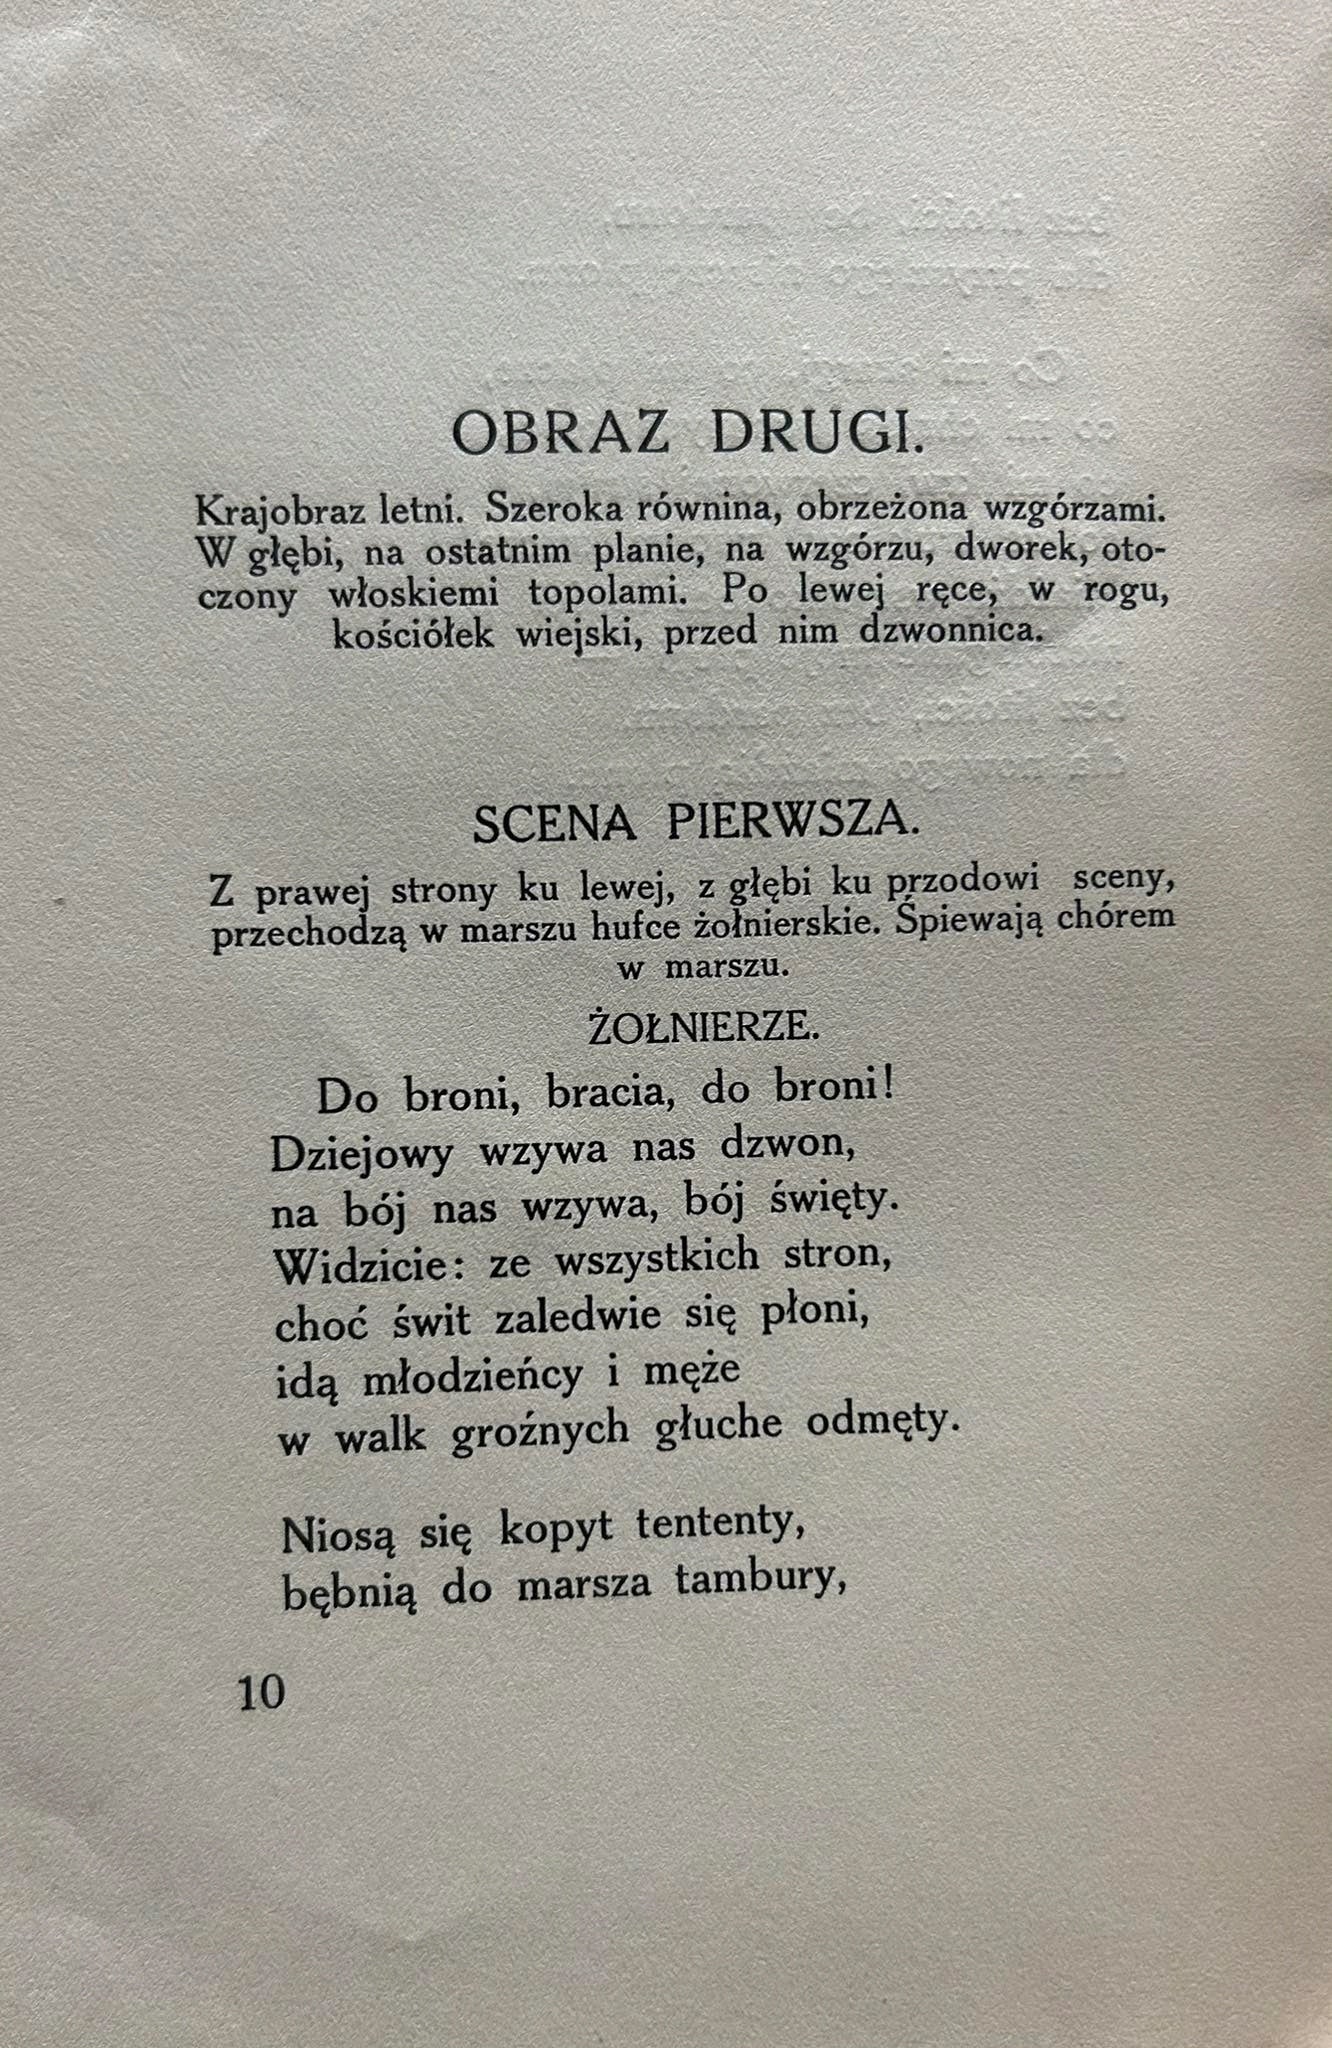 OBRAZ DRUGI.
Krajobraz letni. Szeroka równina, obrzeżona wzgórzami.
W głębi, na ostatnim planie, na wzgórzu, dworek, oto-
czony włoskiemi topolami. Po lewej ręce, w rogu,
kościółek wiejski, przed nim dzwonnica.
SCENA PIERWSZA.
Z prawej strony ku lewej, z głębi ku przodowi sceny,
przechodzą w marszu hufce żołnierskie. Śpiewają chórem
w marszu.
ŻOŁNIERZE.
Do broni, bracia, do broni!
Dziejowy wzywa nas dzwon,
na bój nas wzywa, bój święty.
Widzicie: ze wszystkich stron,
choć świt zaledwie się płoni,
idą młodzieńcy i męże
w walk groźnych głuche odmęty.
Niosą się kopyt tententy,
bębnią do marsza tambury,
10